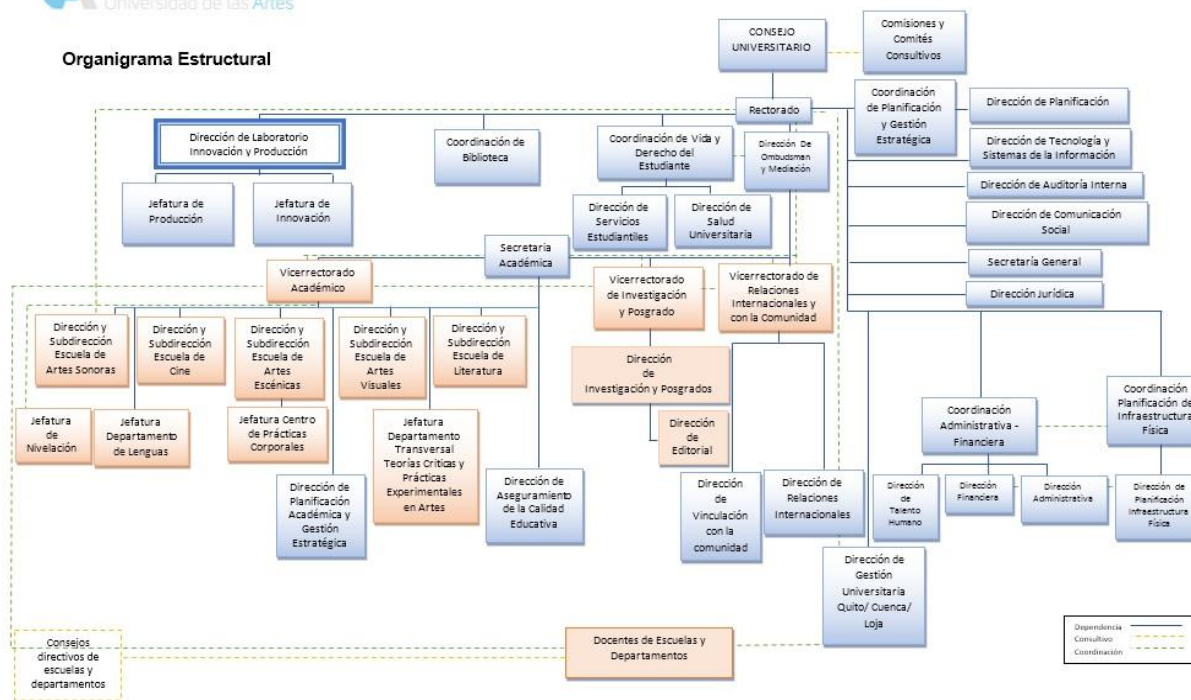 Universidad de las Artes
Organigrama Estructural
CONSEJO
UNIVERSITARIO
Comisiones y
Comités
Consultivos
Rectorado
Coordinación
de Planificación
y Gestión
Estratégica
Dirección de Planificación
Dirección de Tecnología y
Sistemas de la Información
Dirección de Auditoría Interna
Dirección de Comunicación
Social
Secretaría General
Dirección Jurídica
Dirección de Laboratorio
Innovación y Producción
Coordinación de
Biblioteca
Coordinación de Vida y
Derecho del
Estudiante
Dirección De
Ombudsman
y Mediación
Jefatura de
Producción
Jefatura de
Innovación
Dirección de
Servicios
Estudiantiles
Dirección de
Salud
Universitaria
Secretaria
Académica
Vicerrectorado
Académico
Vicerrectorado
de Investigación
y Posgrado
Vicerrectorado de
Relaciones
Internacionales y
con la Comunidad
Dirección y
Subdirección
Escuela de
Artes Sonoras
Dirección y
Subdirección
Escuela de
Cine
Dirección y
Subdirección
Escuela de
Artes
Escénicas
Dirección y
Subdirección
Escuela de
Artes
Visuales
Dirección y
Subdirección
Escuela de
Literatura
Dirección
de
Investigación y Posgrados
Jefatura
de
Nivelación
Jefatura
Departamento
de Lenguas
Jefatura Centro
de Prácticas
Corporales
Jefatura
Departamento
Transversal
Teorías Críticas y
Prácticas
Experimentales
en Artes
Dirección
de
Editorial
Coordinación
Administrativa -
Financiera
Coordinación
Planificación de
Infraestructura
Física
Dirección de
Planificación
Académica y
Gestión
Estratégica
Dirección de
Aseguramiento
de la Calidad
Educativa
Dirección
de
Vinculación
con la
comunidad
Dirección de
Relaciones
Internacionales
Dirección
de
Talento
Humano
Dirección
Financiera
Dirección
Administrativa
Dirección de
Planificación
Infraestructura
Física
Dirección de
Gestión
Universitaria
Quito/ Cuenca/
Loja
Consejos
directivos de
escuelas y
departamentos
Docentes de Escuelas y
Departamentos
Dependencia
Consultivo
Coordinación